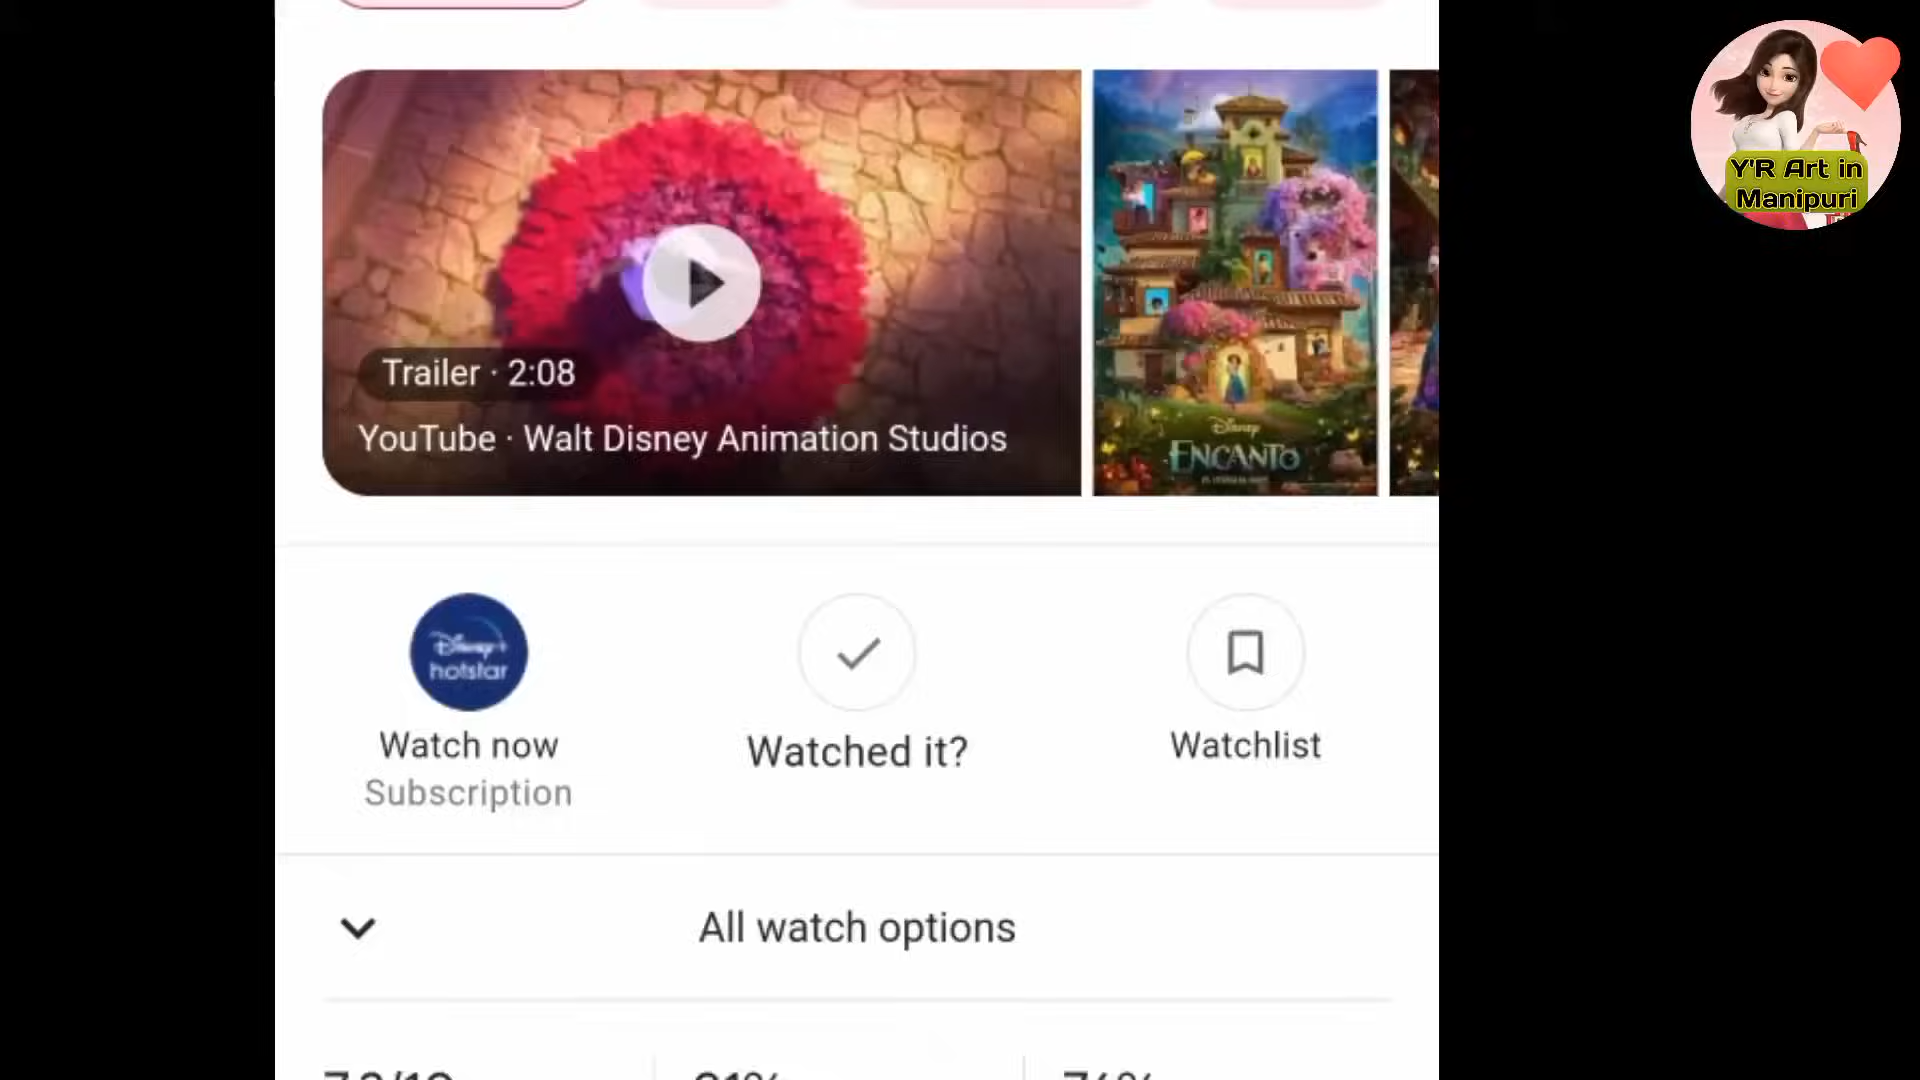 Y'R Art in
Manipuri
Trailer · 2:08
YouTube · Walt Disney Animation Studios
Disney
ENCANTO
Disney+
hotstar
Watch now
Subscription
Watched it?
Watchlist
All watch options